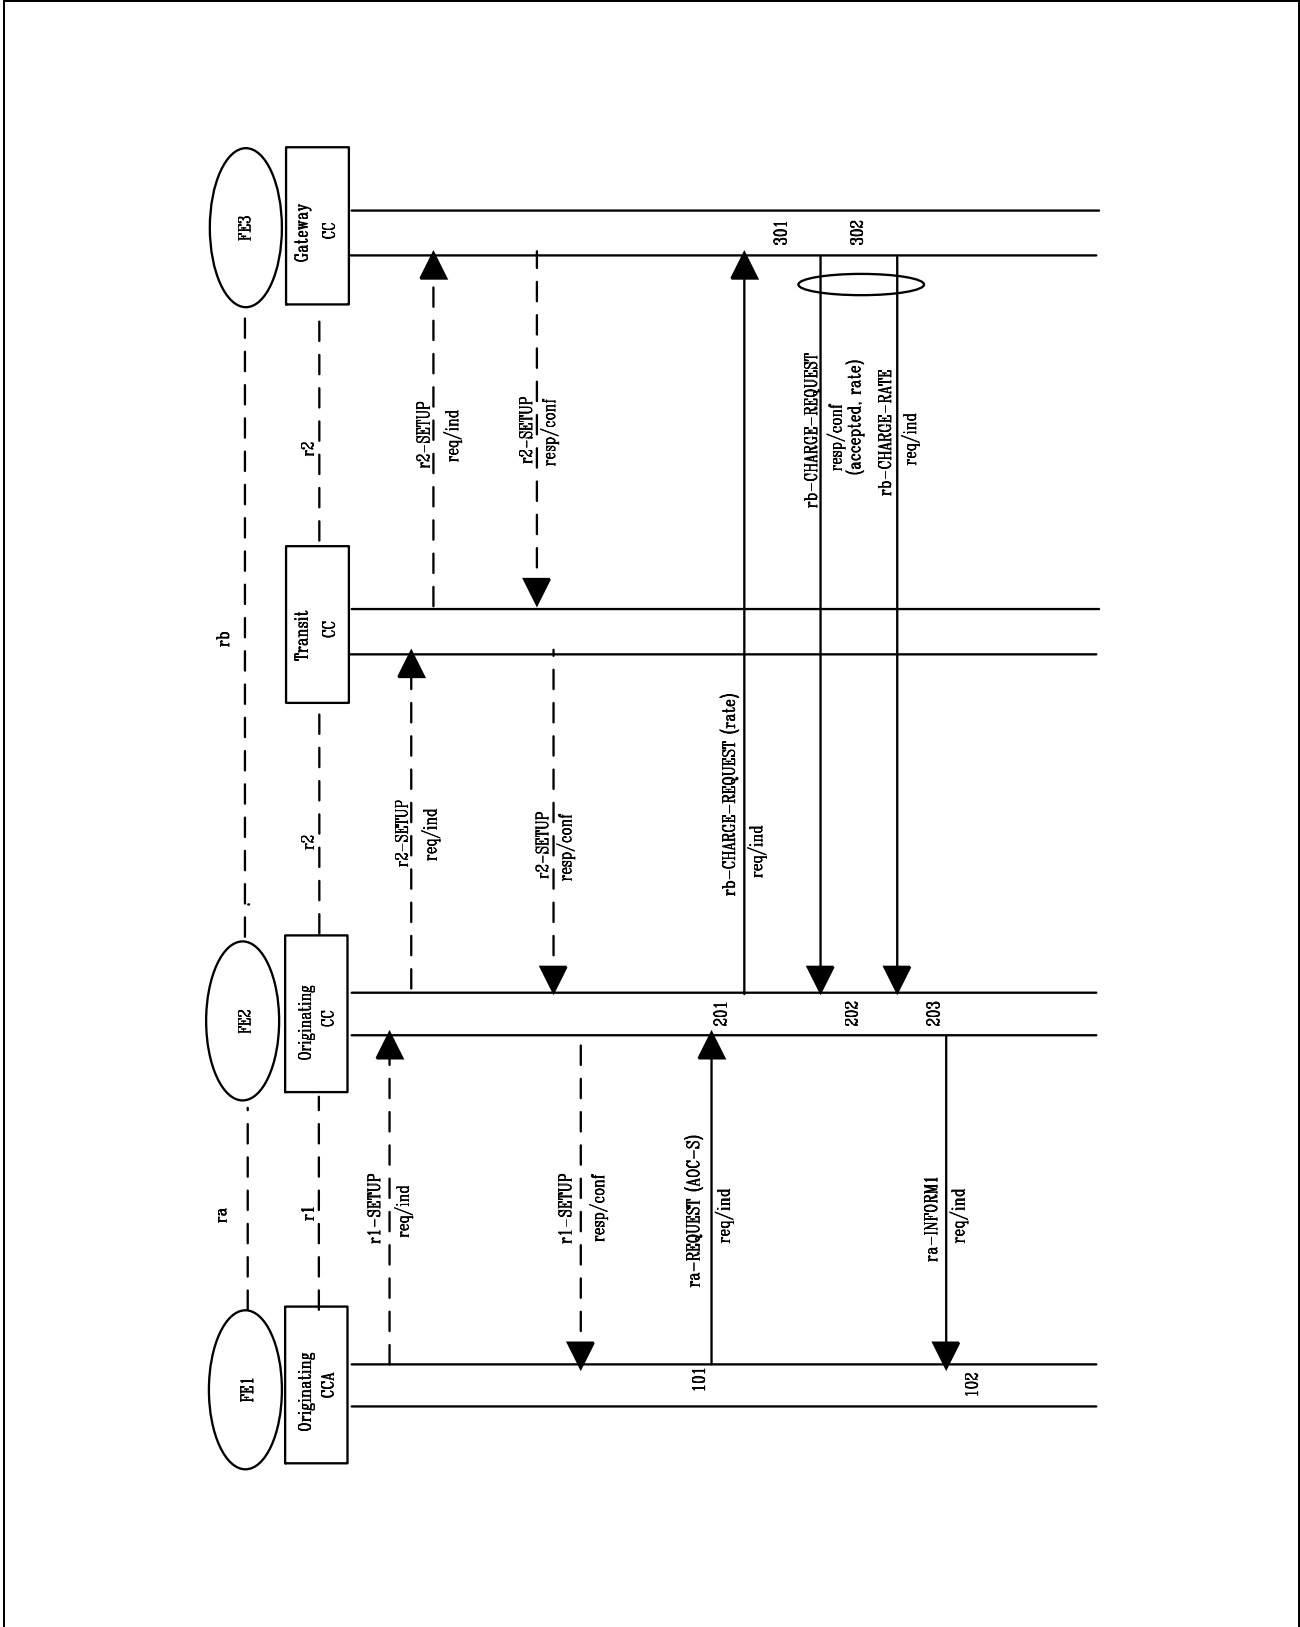 FE1
ra
FE2
rb
FE3
Originating
CCA
r1
Originating
CC
r2
Transit
CC
r2
Gateway
CC
r1-SETUP
req/ind
r2-SETUP
req/ind
r2-SETUP
req/ind
r2-SETUP
resp/conf
r2-SETUP
resp/conf
r1-SETUP
resp/conf
101
ra-REQUEST (AOC-S)
req/ind
201
rb-CHARGE-REQUEST (rate)
req/ind
301
rb-CHARGE-REQUEST
resp/conf
(accepted, rate)
202
302
rb-CHARGE-RATE
req/ind
203
ra-INFORM1
req/ind
102